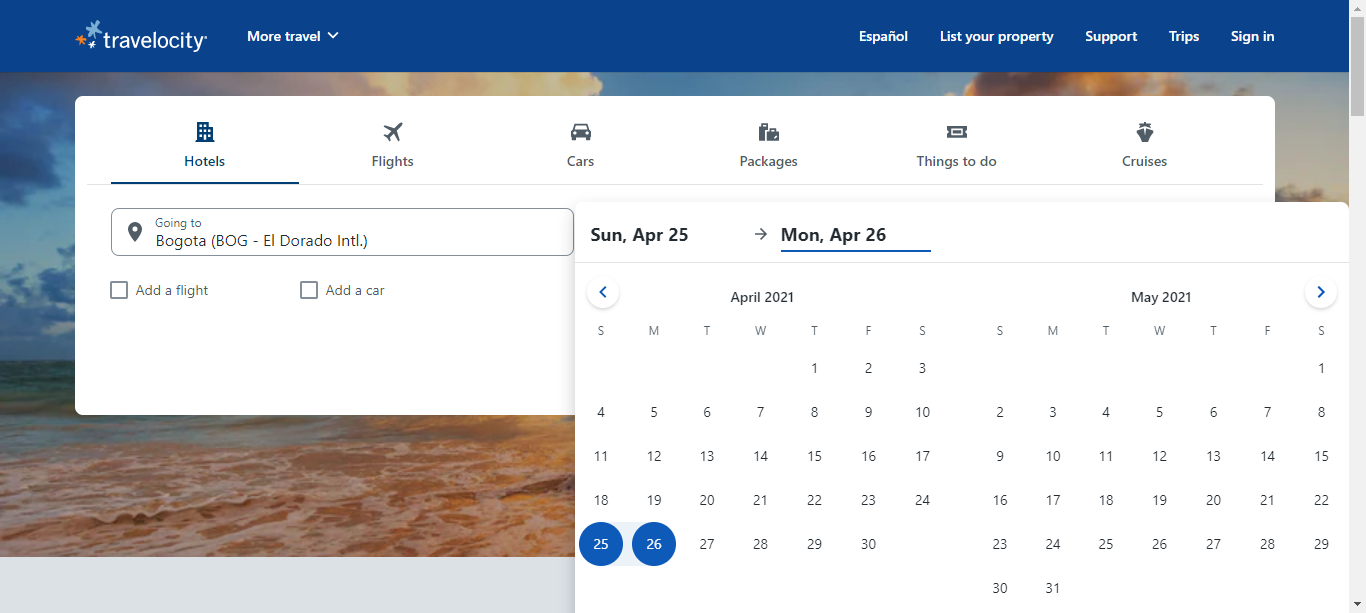 travelocity
More travel
Español
List your property
Support
Trips
Sign in
Hotels
Flights
Cars
Packages
Things to do
Cruises
Going to
Bogota (BOG - El Dorado Intl.)
Add a flight
Add a car
Sun, Apr 25
Mon, Apr 26
April 2021
S M T W T F S
1 2 3
4 5 6 7 8 9 10
11 12 13 14 15 16 17
18 19 20 21 22 23 24
25 26 27 28 29 30
May 2021
S M T W T F S
1
2 3 4 5 6 7 8
9 10 11 12 13 14 15
16 17 18 19 20 21 22
23 24 25 26 27 28 29
30 31